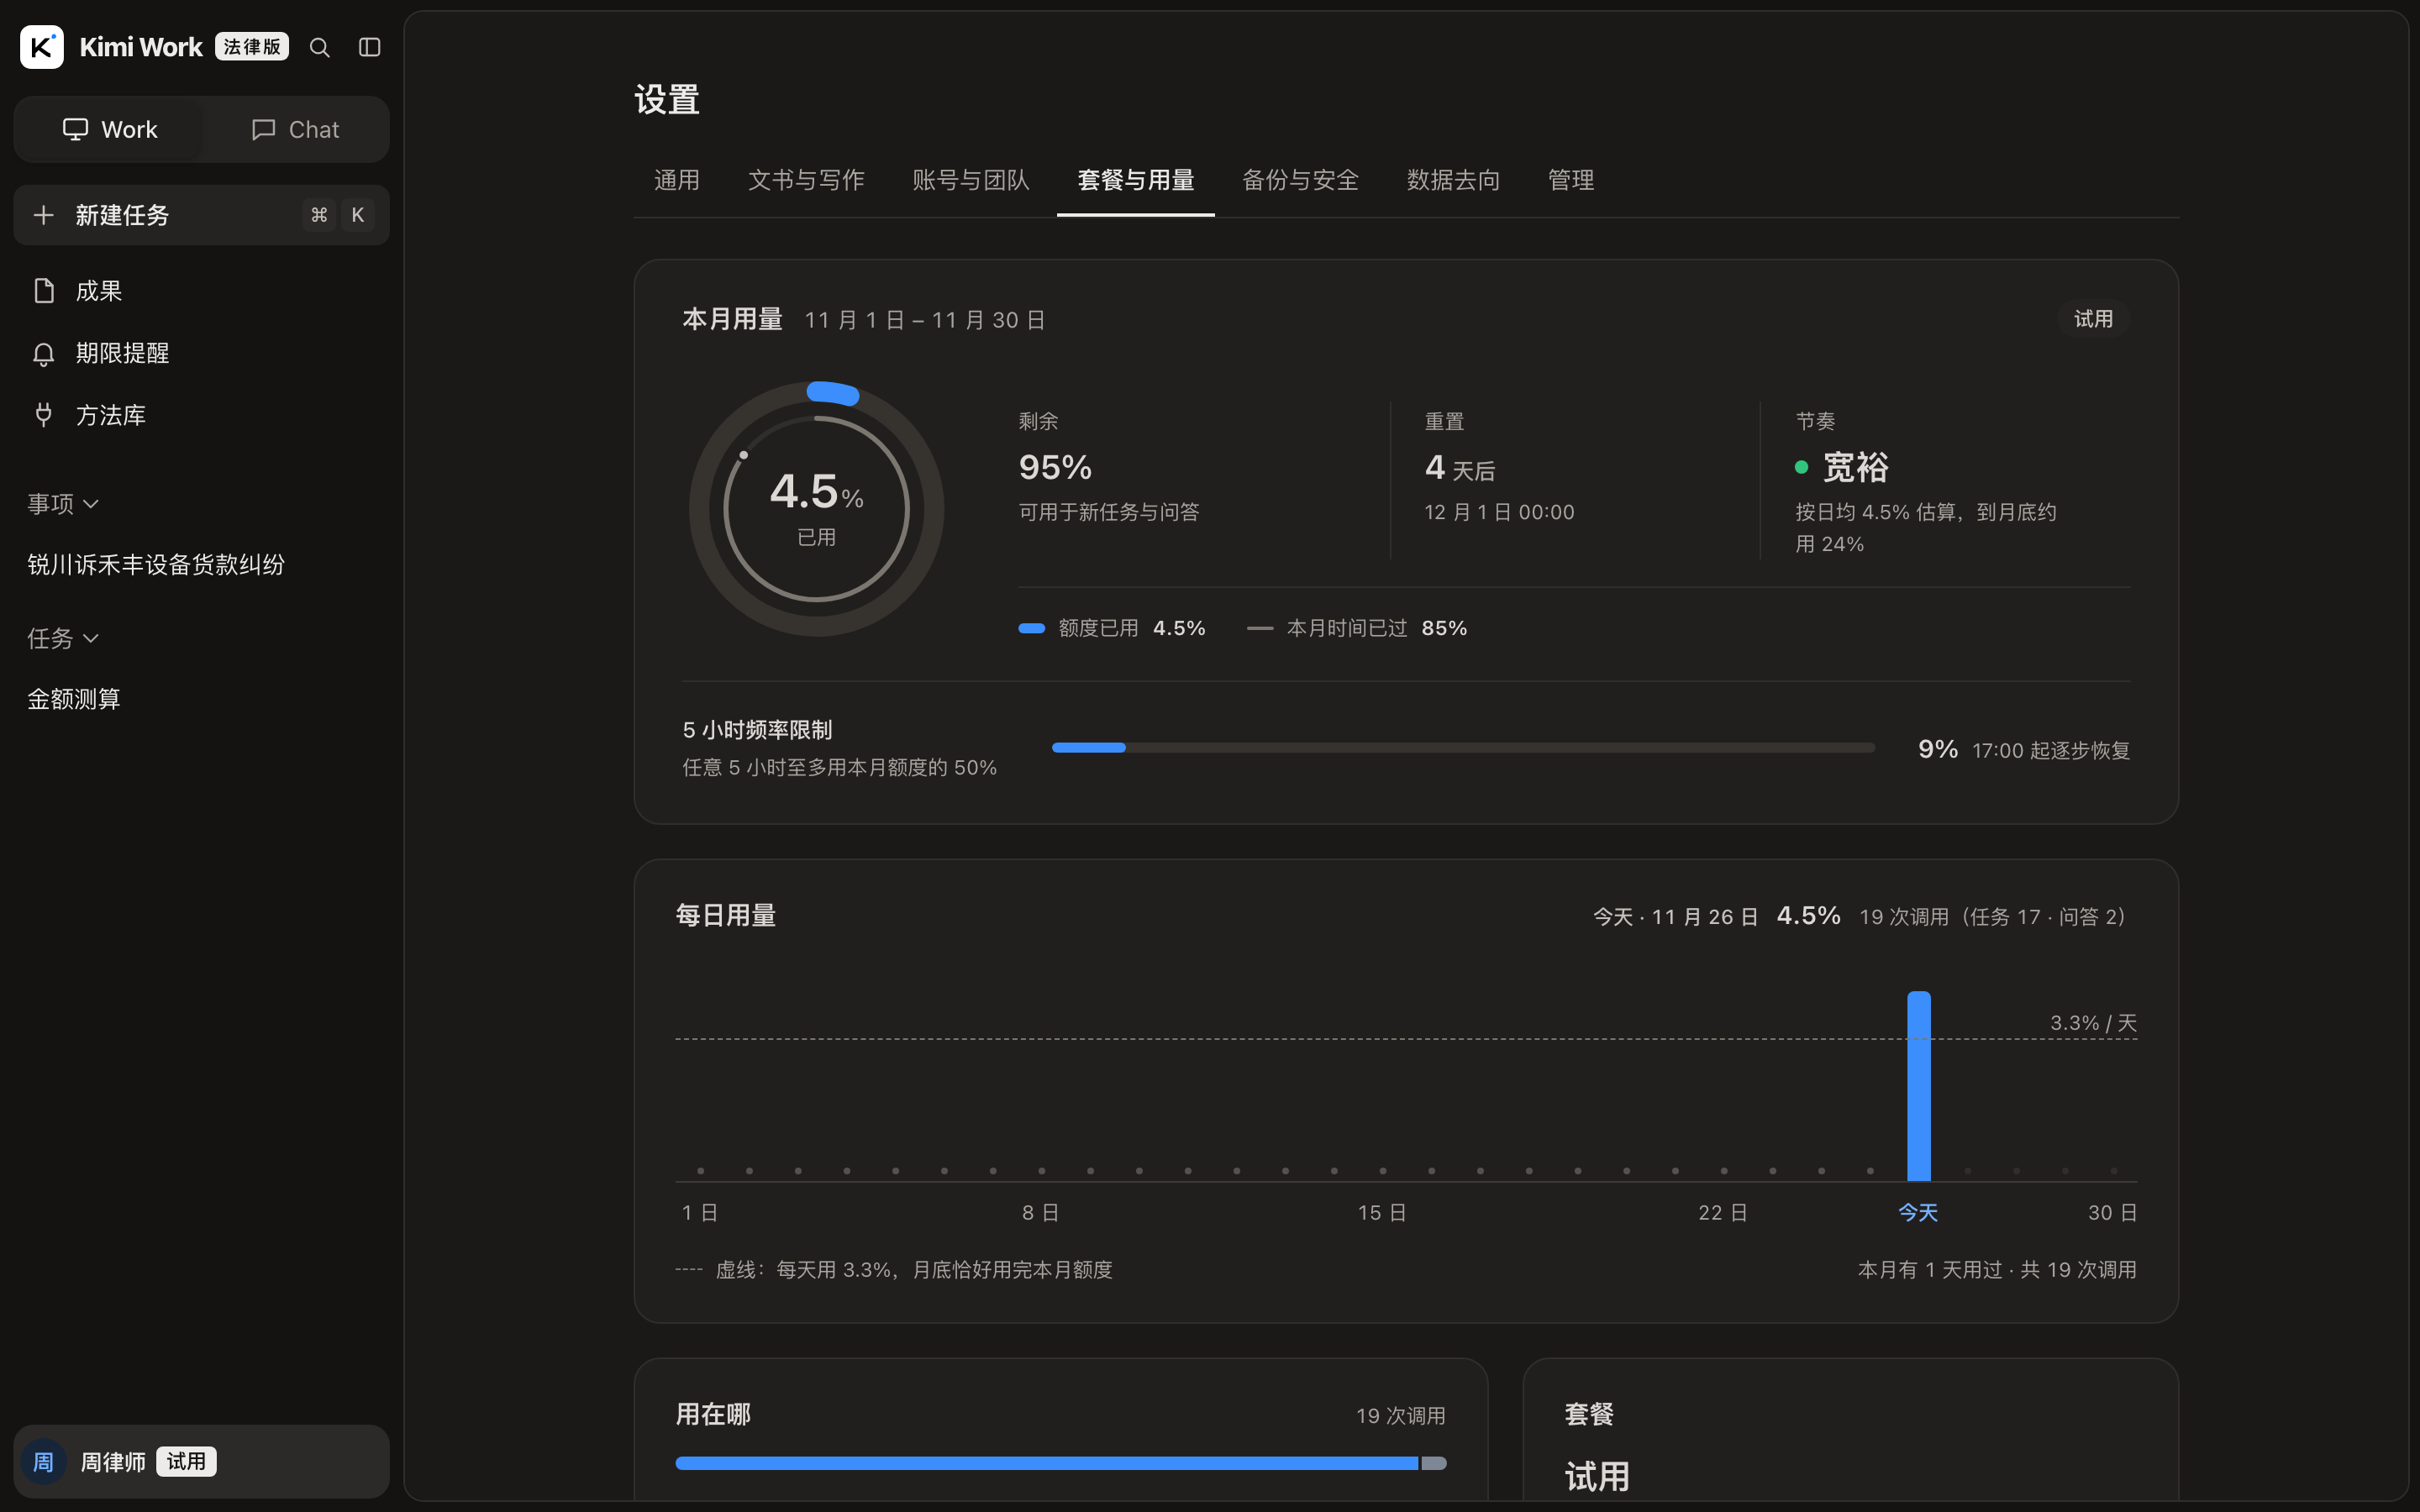 Kimi Work 法律版
Work
Chat
新建任务 ⌘ K
成果
期限提醒
方法库
事项
锐川诉禾丰设备货款纠纷
任务
金额测算
周 周律师 试用
设置
通用 文书与写作 账号与团队 套餐与用量 备份与安全 数据去向 管理
本月用量 11 月 1 日 – 11 月 30 日 试用
4.5%
已用
剩余
95%
可用于新任务与问答
重置
4 天后
12 月 1 日 00:00
节奏
宽裕
按日均 4.5% 估算，到月底约
用 24%
额度已用 4.5% 本月时间已过 85%
5 小时频率限制
任意 5 小时至多用本月额度的 50%
9% 17:00 起逐步恢复
每日用量 今天 · 11 月 26 日 4.5% 19 次调用（任务 17 · 问答 2）
3.3% / 天
1 日 8 日 15 日 22 日 今天 30 日
虚线：每天用 3.3%，月底恰好用完本月额度
本月有 1 天用过 · 共 19 次调用
用在哪 19 次调用
套餐
试用